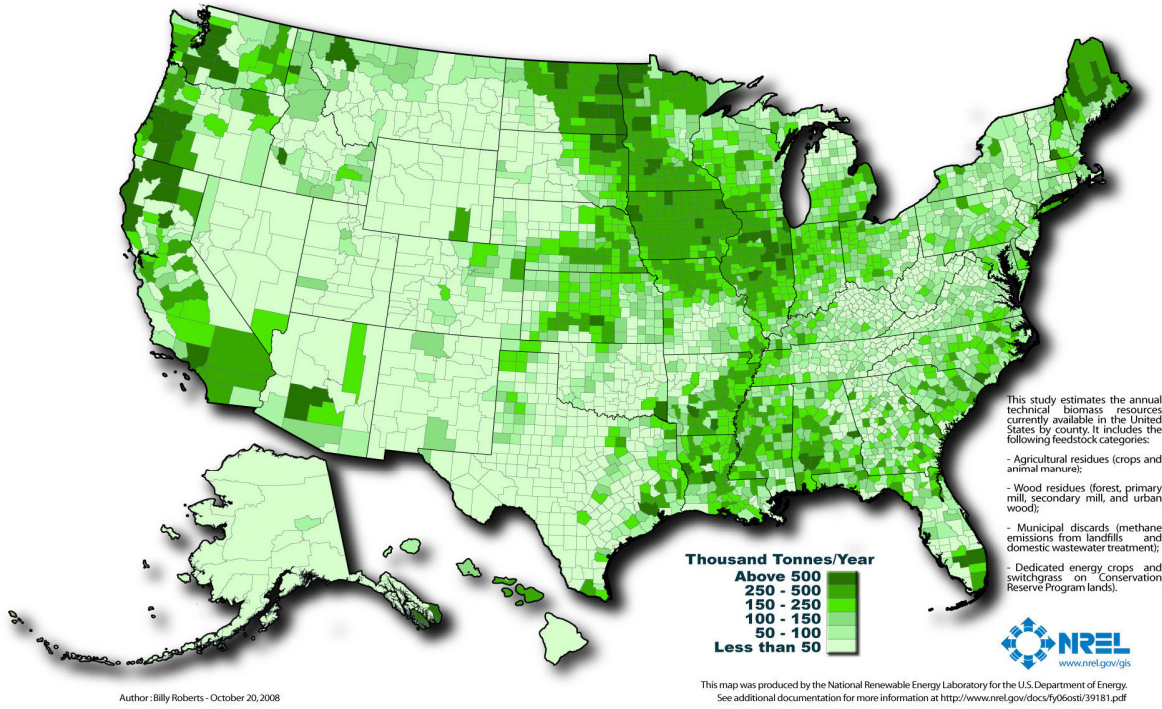 This study estimates the annual
technical biomass resources
currently available in the United
States by county. It includes the
following feedstock categories:
- Agricultural residues (crops and
animal manure);
- Wood residues (forest, primary
mill, secondary mill, and urban
wood);
- Municipal discards (methane
emissions from landfills and
domestic wastewater treatment);
- Dedicated energy crops and
switchgrass on Conservation
Reserve Program lands).
Thousand Tonnes/Year
Above 500
250 - 500
150 - 250
100 - 150
50 - 100
Less than 50
NREL
www.nrel.gov/gis
Author : Billy Roberts - October 20, 2008
This map was produced by the National Renewable Energy Laboratory for the U.S. Department of Energy.
See additional documentation for more information at http://www.nrel.gov/docs/fy06osti/39181.pdf